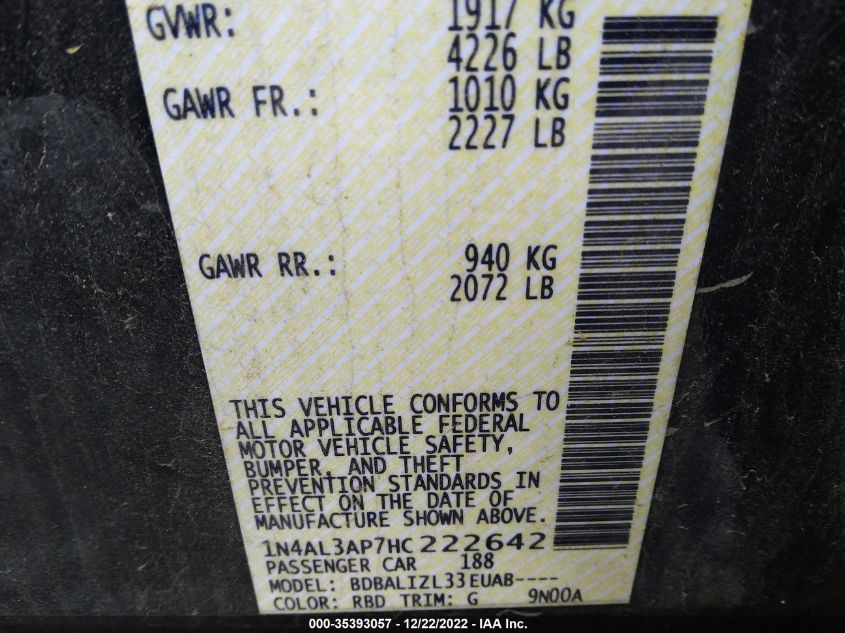 GVWR: 1917 KG
4226 LB
GAWR FR.: 1010 KG
2227 LB
GAWR RR.: 940 KG
2072 LB
THIS VEHICLE CONFORMS TO
ALL APPLICABLE FEDERAL
MOTOR VEHICLE SAFETY,
BUMPER, AND THEFT
PREVENTION STANDARDS IN
EFFECT ON THE DATE OF
MANUFACTURE SHOWN ABOVE.
1N4AL3AP7HC222642
PASSENGER CAR 188
MODEL: BDBALIZL33EUAB----
COLOR: RBD TRIM: G 9N00A
000-35393057 - 12/22/2022 - IAA Inc.